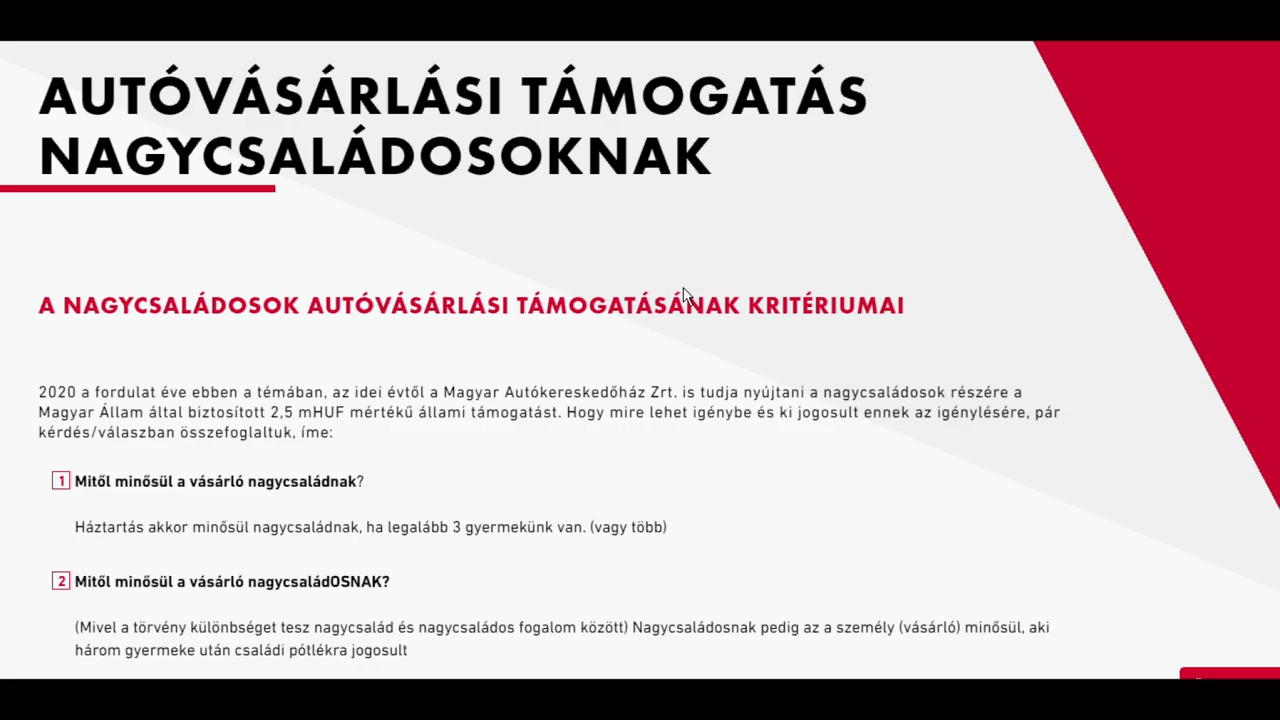 AUTÓVÁSÁRLÁSI TÁMOGATÁS
NAGYCSALÁDOSOKNAK
A NAGYCSALÁDOSOK AUTÓVÁSÁRLÁSI TÁMOGATÁSÁNAK KRITÉRIUMAI
2020 a fordulat éve ebben a témában, az idei évtől a Magyar Autókereskedőház Zrt. is tudja nyújtani a nagycsaládosok részére a
Magyar Állam által biztosított 2,5 mHUF mértékű állami támogatást. Hogy mire lehet igénybe és ki jogosult ennek az igénylésére, pár
kérdés/válaszban összefoglaltuk, íme:
1 Mitől minősül a vásárló nagycsaládnak?
Háztartás akkor minősül nagycsaládnak, ha legalább 3 gyermekünk van. (vagy több)
2 Mitől minősül a vásárló nagycsaládOSNAK?
(Mivel a törvény különbséget tesz nagycsalád és nagycsaládos fogalom között) Nagycsaládosnak pedig az a személy (vásárló) minősül, aki
három gyermeke után családi pótlékra jogosult